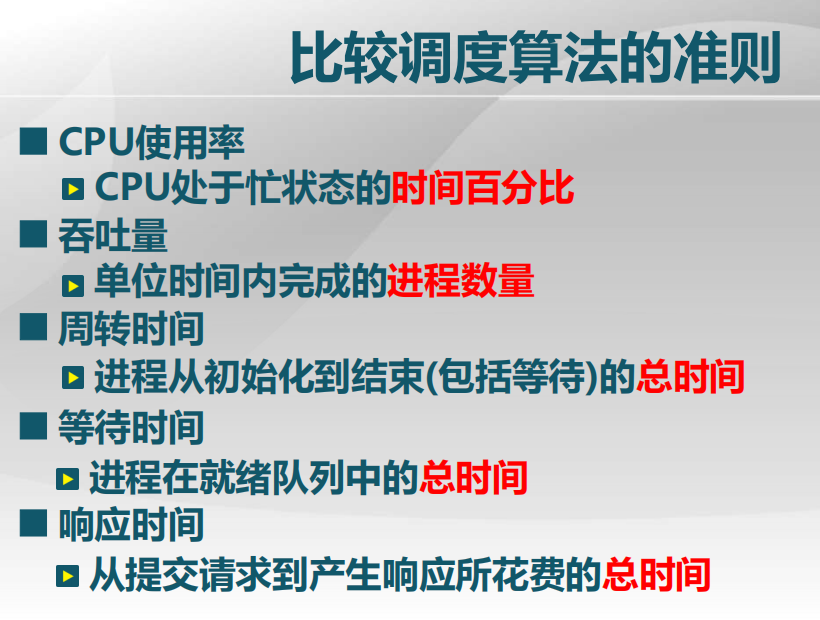 比较调度算法的准则
CPU使用率
CPU处于忙状态的时间百分比
吞吐量
单位时间内完成的进程数量
周转时间
进程从初始化到结束(包括等待)的总时间
等待时间
进程在就绪队列中的总时间
响应时间
从提交请求到产生响应所花费的总时间